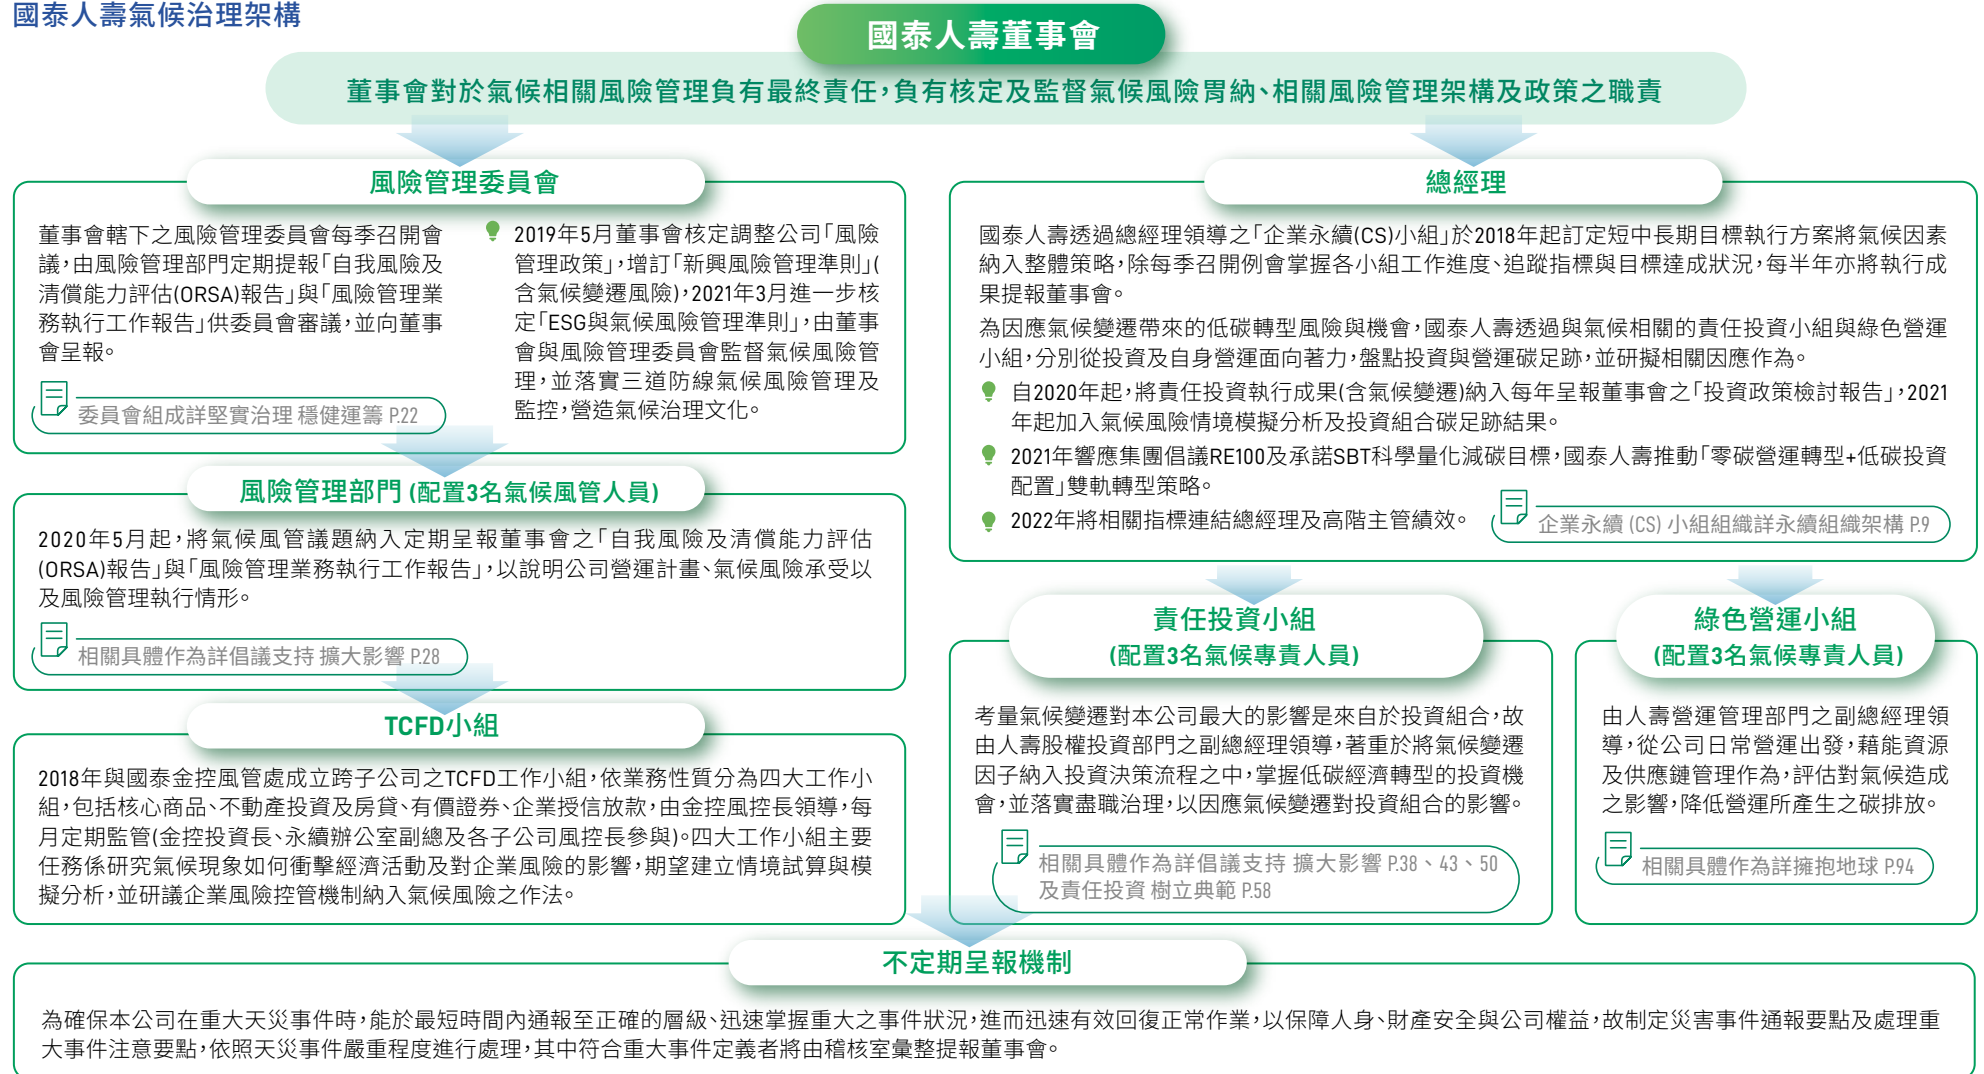 國泰人壽氣候治理架構
國泰人壽董事會
董事會對於氣候相關風險管理負有最終責任,負有核定及監督氣候風險胃納、相關風險管理架構及政策之職責
風險管理委員會
董事會轄下之風險管理委員會每季召開會
議,由風險管理部門定期提報「自我風險及
清償能力評估(ORSA)報告」與「風險管理業
務執行工作報告」供委員會審議,並向董事
會呈報。
委員會組成詳堅實治理 穩健運籌 P.22
2019年5月董事會核定調整公司「風險
管理政策」,增訂「新興風險管理準則」(
含氣候變遷風險),2021年3月進一步核
定「ESG與氣候風險管理準則」,由董事
會與風險管理委員會監督氣候風險管
理,並落實三道防線氣候風險管理及
監控,營造氣候治理文化。
風險管理部門 (配置3名氣候風管人員)
2020年5月起,將氣候風管議題納入定期呈報董事會之「自我風險及清償能力評估
(ORSA)報告」與「風險管理業務執行工作報告」,以說明公司營運計畫、氣候風險承受以
及風險管理執行情形。
相關具體作為詳倡議支持 擴大影響 P.28
TCFD小組
2018年與國泰金控風管處成立跨子公司之TCFD工作小組,依業務性質分為四大工作小
組,包括核心商品、不動產投資及房貸、有價證券、企業授信放款,由金控風控長領導,每
月定期監管(金控投資長、永續辦公室副總及各子公司風控長參與)。四大工作小組主要
任務係研究氣候現象如何衝擊經濟活動及對企業風險的影響,期望建立情境試算與模
擬分析,並研議企業風險控管機制納入氣候風險之作法。
總經理
國泰人壽透過總經理領導之「企業永續(CS)小組」於2018年起訂定短中長期目標執行方案將氣候因素
納入整體策略,除每季召開例會掌握各小組工作進度、追蹤指標與目標達成狀況,每半年亦將執行成
果提報董事會。
為因應氣候變遷帶來的低碳轉型風險與機會,國泰人壽透過與氣候相關的責任投資小組與綠色營運
小組,分別從投資及自身營運面向著力,盤點投資與營運碳足跡,並研擬相關因應作為。
自2020年起,將責任投資執行成果(含氣候變遷)納入每年呈報董事會之「投資政策檢討報告」,2021
年起加入氣候風險情境模擬分析及投資組合碳足跡結果。
2021年響應集團倡議RE100及承諾SBT科學量化減碳目標,國泰人壽推動「零碳營運轉型+低碳投資
配置」雙軌轉型策略。
2022年將相關指標連結總經理及高階主管績效。
企業永續 (CS) 小組組織詳永續組織架構 P.9
責任投資小組
(配置3名氣候專責人員)
考量氣候變遷對本公司最大的影響是來自於投資組合,故
由人壽股權投資部門之副總經理領導,著重於將氣候變遷
因子納入投資決策流程之中,掌握低碳經濟轉型的投資機
會,並落實盡職治理,以因應氣候變遷對投資組合的影響。
相關具體作為詳倡議支持 擴大影響 P.38、43、50
及責任投資 樹立典範 P.58
綠色營運小組
(配置3名氣候專責人員)
由人壽營運管理部門之副總經理領
導,從公司日常營運出發,藉能資源
及供應鏈管理作為,評估對氣候造成
之影響,降低營運所產生之碳排放。
相關具體作為詳擁抱地球 P.94
不定期呈報機制
為確保本公司在重大天災事件時,能於最短時間內通報至正確的層級、迅速掌握重大之事件狀況,進而迅速有效回復正常作業,以保障人身、財產安全與公司權益,故制定災害事件通報要點及處理重
大事件注意要點,依照天災事件嚴重程度進行處理,其中符合重大事件定義者將由稽核室彙整提報董事會。